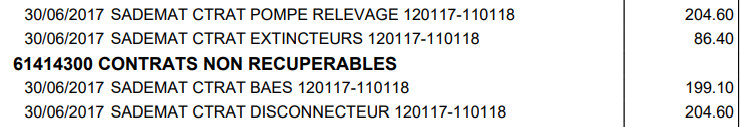 30/06/2017 SADEMAT CTRAT POMPE RELEVAGE 120117-110118 204.60
30/06/2017 SADEMAT CTRAT EXTINCTEURS 120117-110118 86.40
61414300 CONTRATS NON RECUPERABLES
30/06/2017 SADEMAT CTRAT BAES 120117-110118 199.10
30/06/2017 SADEMAT CTRAT DISCONNECTEUR 120117-110118 204.60